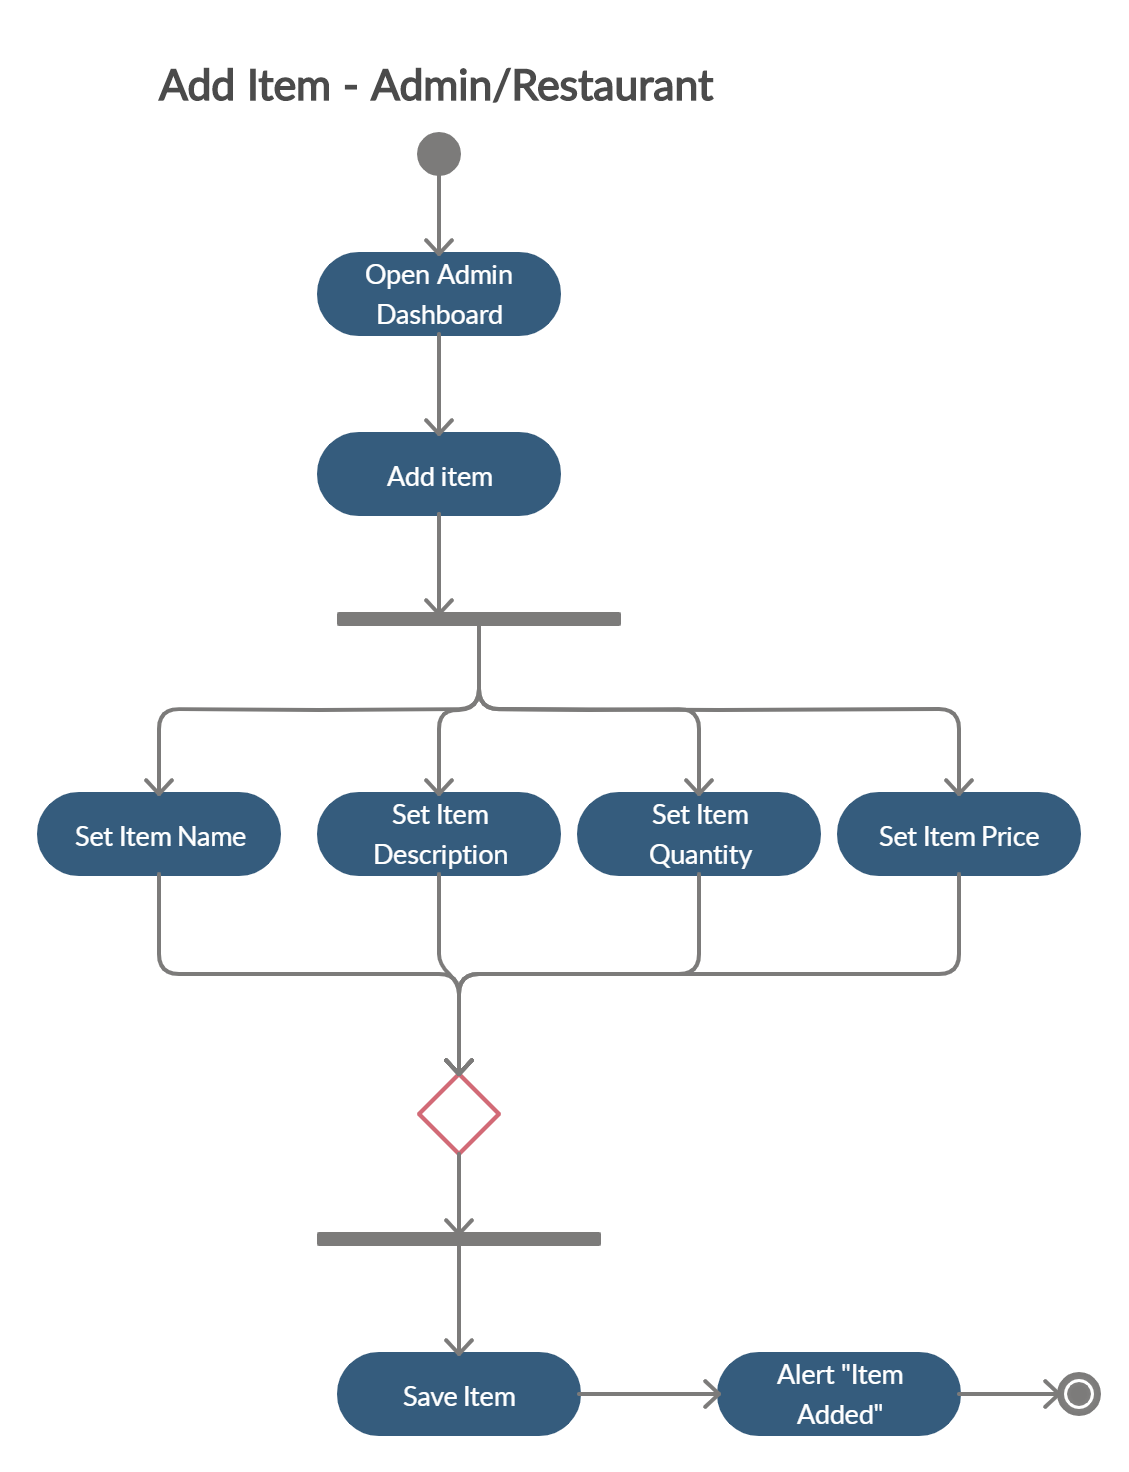 Add Item - Admin/Restaurant
Open Admin
Dashboard
Add item
Set Item Name
Set Item
Description
Set Item
Quantity
Set Item Price
Save Item
Alert "Item
Added"